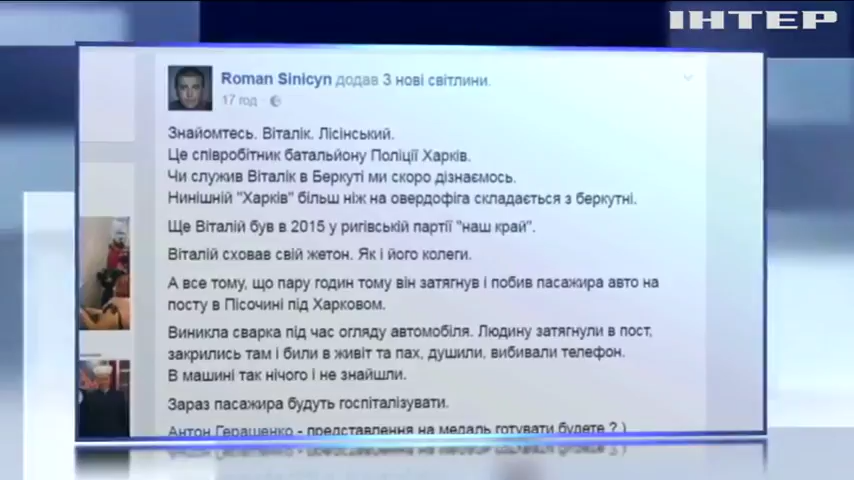 ІНТЕР
Roman Sinicyn додав 3 нові світлини.
17 год
Знайомтесь. Віталік. Лісінський.
Це співробітник батальйону Поліції Харків.
Чи служив Віталік в Беркуті ми скоро дізнаємось.
Нинішній "Харків" більш ніж на овердофіга складається з беркутні.
Ще Віталій був в 2015 у ригівській партії "наш край".
Віталій сховав свій жетон. Як і його колеги.
А все тому, що пару годин тому він затягнув і побив пасажира авто на
посту в Пісочині під Харковом.
Виникла сварка під час огляду автомобіля. Людину затягнули в пост,
закрились там і били в живіт та пах, душили, вибивали телефон.
В машині так нічого і не знайшли.
Зараз пасажира будуть госпіталізувати.
Антон Геращенко - представлення на медаль готувати будете ? )